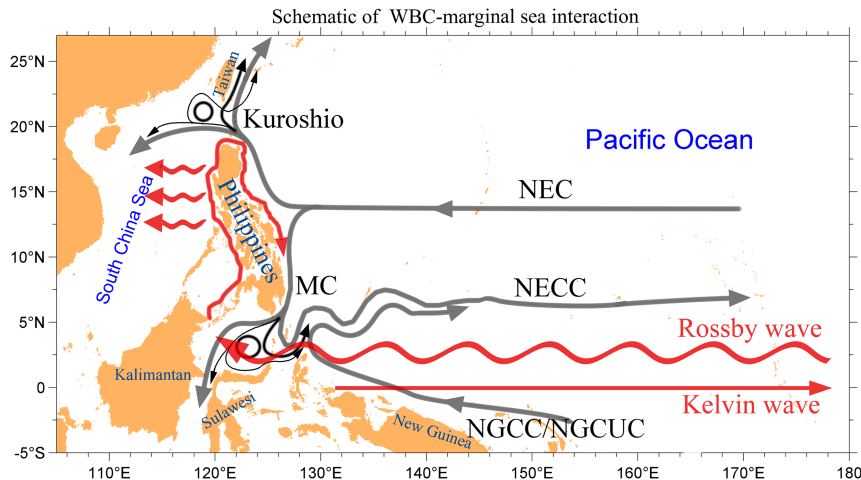 Schematic of WBC-marginal sea interaction
25°N
Taiwan
Kuroshio
20°N
Pacific Ocean
15°N
NEC
South China Sea
Philippines
10°N
MC
NECC
5°N
Rossby wave
Kalimantan
0
Kelvin wave
Sulawesi
New Guinea
NGCC/NGCUC
-5°S
110°E 120°E 130°E 140°E 150°E 160°E 170°E 180